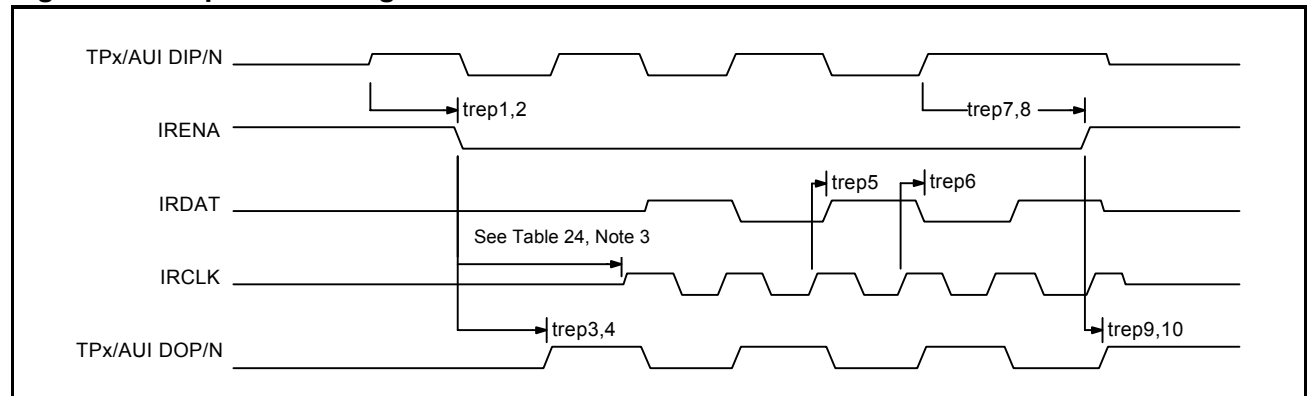 TPx/AUI DIP/N
trep1,2
trep7,8
IRENA
trep5
trep6
IRDAT
See Table 24, Note 3
IRCLK
trep3,4
trep9,10
TPx/AUI DOP/N